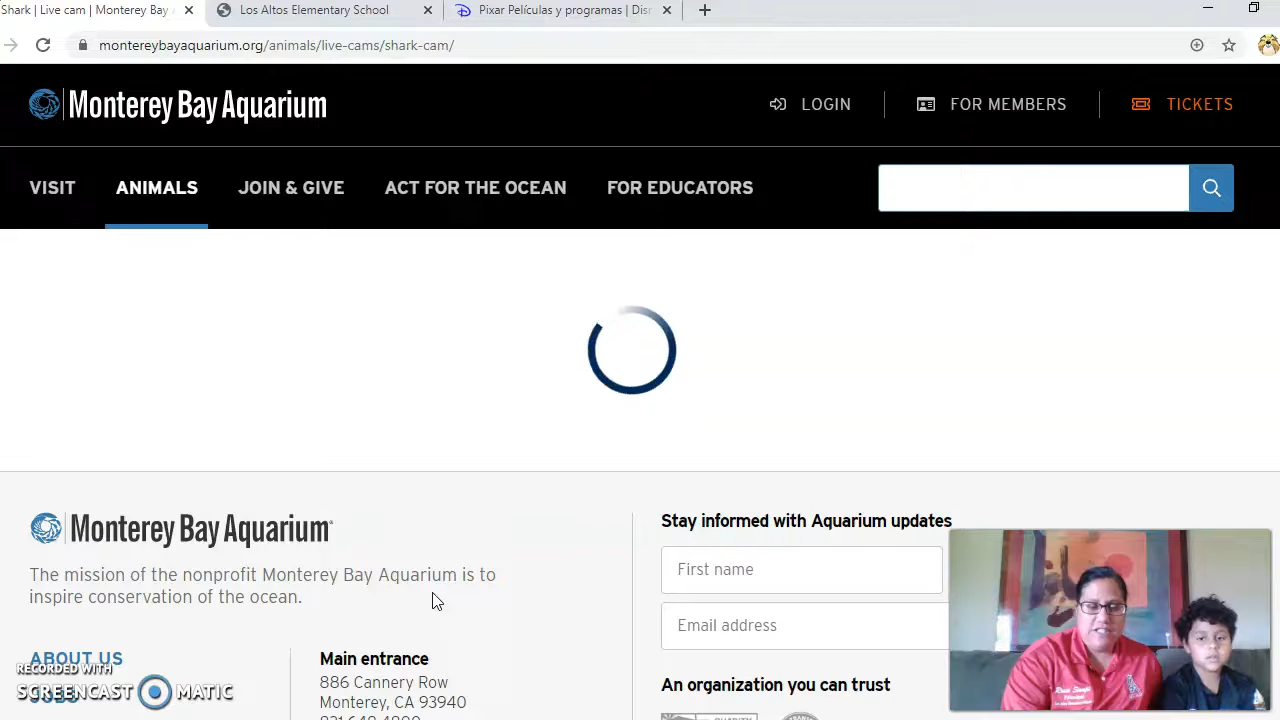 Shark | Live cam | Monterey Bay
Los Altos Elementary School
Pixar Películas y programas | Disn
montereybayaquarium.org/animals/live-cams/shark-cam/
Monterey Bay Aquarium
LOGIN
FOR MEMBERS
TICKETS
VISIT
ANIMALS
JOIN & GIVE
ACT FOR THE OCEAN
FOR EDUCATORS
Monterey Bay Aquarium
The mission of the nonprofit Monterey Bay Aquarium is to
inspire conservation of the ocean.
Stay informed with Aquarium updates
First name
Email address
ABOUT US
JOBS
RECORDED WITH
SCREENCAST MATIC
Main entrance
886 Cannery Row
Monterey, CA 93940
An organization you can trust